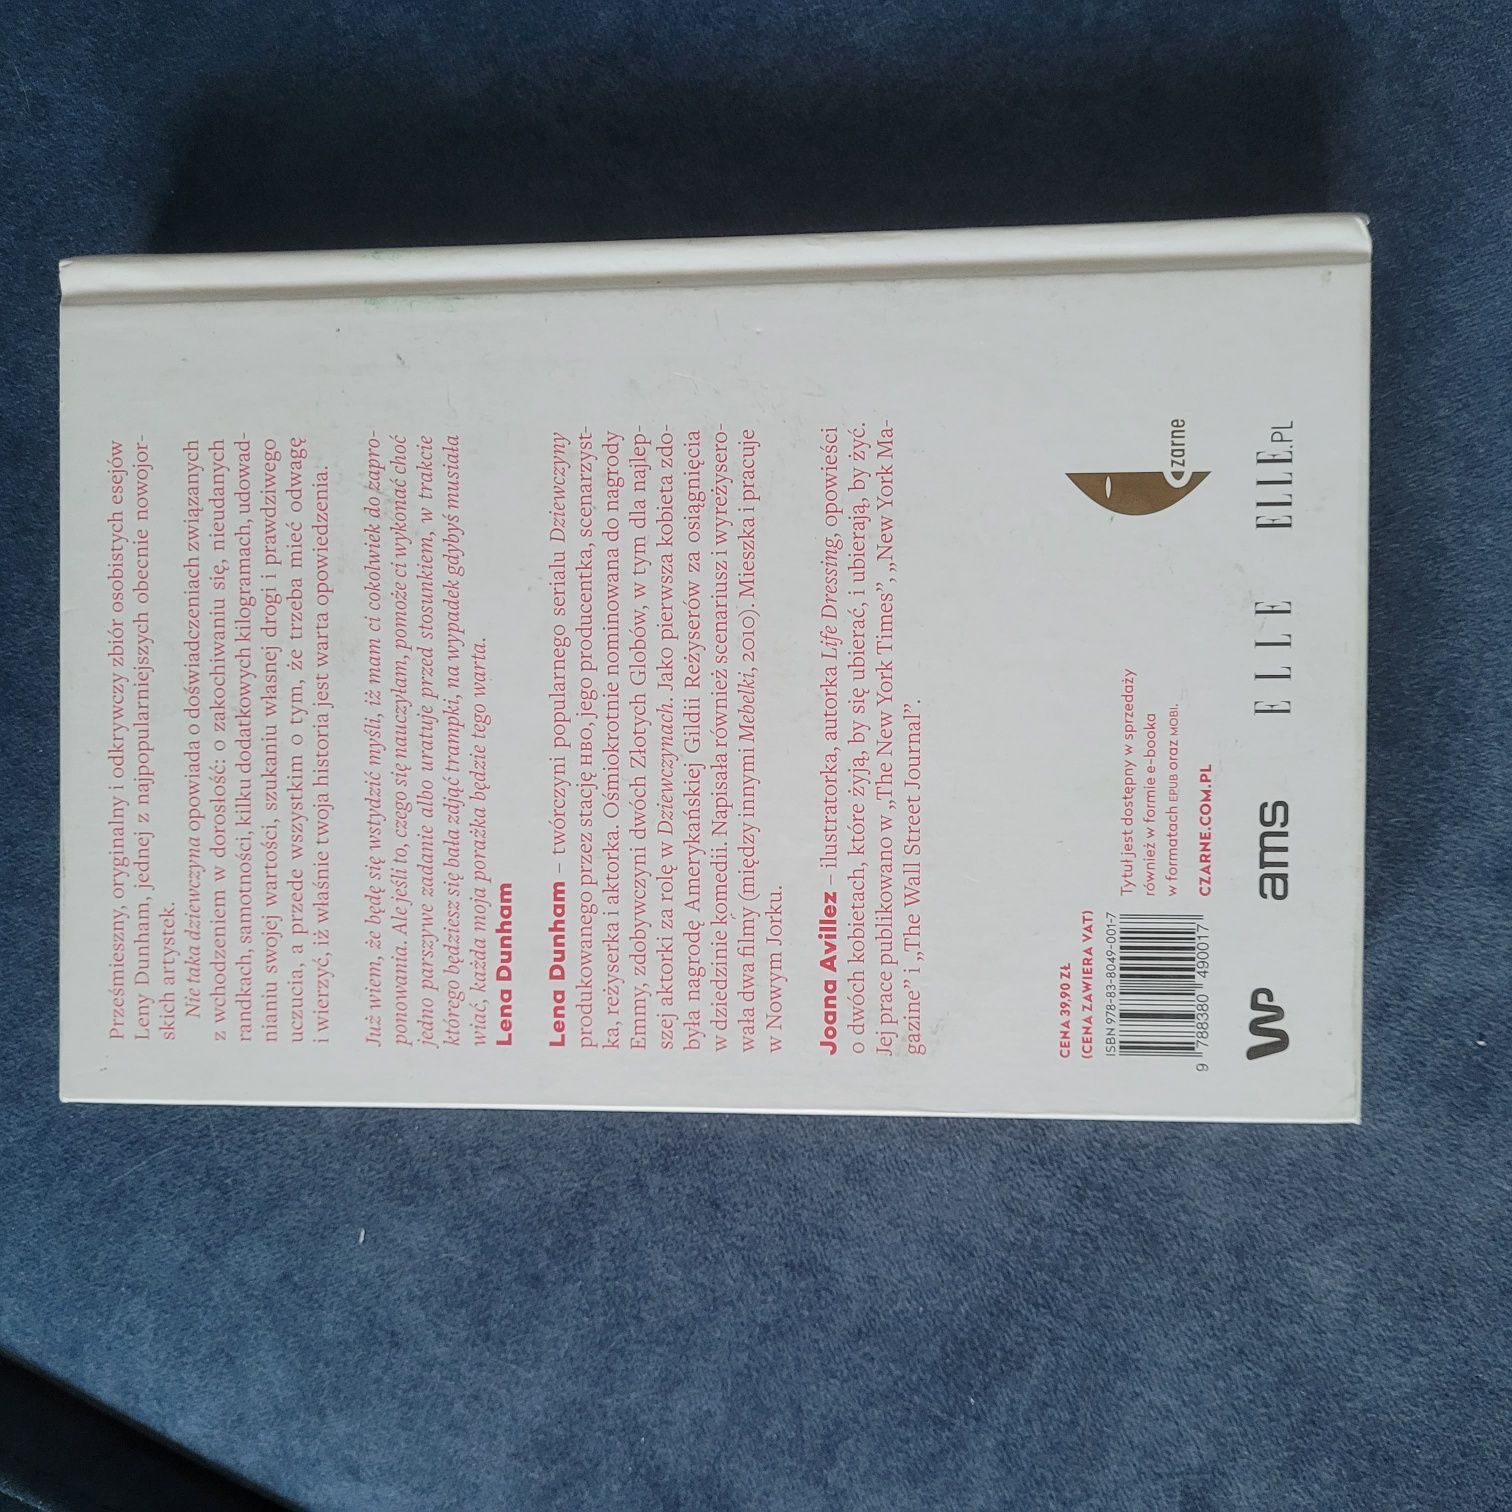 Prześmieszny, oryginalny i odkrywczy zbiór osobistych esejów
Leny Dunham, jednej z najpopularniejszych obecnie nowojor-
skich artystek.
Nie taka dziewczyna opowiada o doświadczeniach związanych
z wchodzeniem w dorosłość: o zakochiwaniu się, nieudanych
randkach, samotności, kilku dodatkowych kilogramach, udowad-
nianiu swojej wartości, szukaniu własnej drogi i prawdziwego
uczucia, a przede wszystkim o tym, że trzeba mieć odwagę
i wierzyć, iż właśnie twoja historia jest warta opowiedzenia.
Już wiem, że będę się wstydzić myśli, iż mam ci cokolwiek do zapro-
ponowania. Ale jeśli to, czego się nauczyłam, pomoże ci wykonać choć
jedno parszywe zadanie albo uratuje przed stosunkiem, w trakcie
którego będziesz się bała zdjąć trampki, na wypadek gdybyś musiała
wiać, każda moja porażka będzie tego warta.
Lena Dunham
Lena Dunham – twórczyni popularnego serialu Dziewczyny
produkowanego przez stację HBO, jego producentka, scenarzyst-
ka, reżyserka i aktorka. Ośmiokrotnie nominowana do nagrody
Emmy, zdobywczyni dwóch Złotych Globów, w tym dla najlep-
szej aktorki za rolę w Dziewczynach. Jako pierwsza kobieta zdo-
była nagrodę Amerykańskiej Gildii Reżyserów za osiągnięcia
w dziedzinie komedii. Napisała również scenariusz i wyreżysero-
wała dwa filmy (między innymi Mebelki, 2010). Mieszka i pracuje
w Nowym Jorku.
Joana Avillez – ilustratorka, autorka Life Dressing, opowieści
o dwóch kobietach, które żyją, by się ubierać, i ubierają, by żyć.
Jej prace publikowano w „The New York Times”, „New York Ma-
gazine” i „The Wall Street Journal”.
CENA 39,90 ZŁ
(CENA ZAWIERA VAT)
ISBN 978-83-8049-001-7
9 788380 490017
Tytuł jest dostępny w sprzedaży
również w formie e-booka
w formatach EPUB oraz MOBI.
CZARNE.COM.PL
czarne
WP ams ELLE ELLE.PL